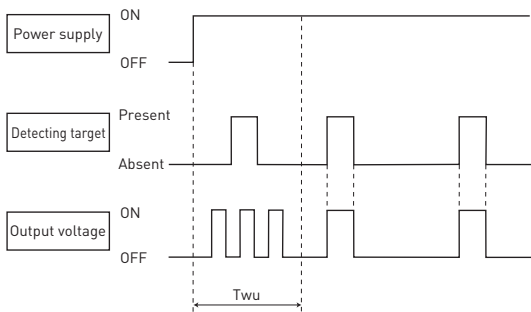 ON
Power supply
OFF
Present
Detecting target
Absent
ON
Output voltage
OFF
Twu